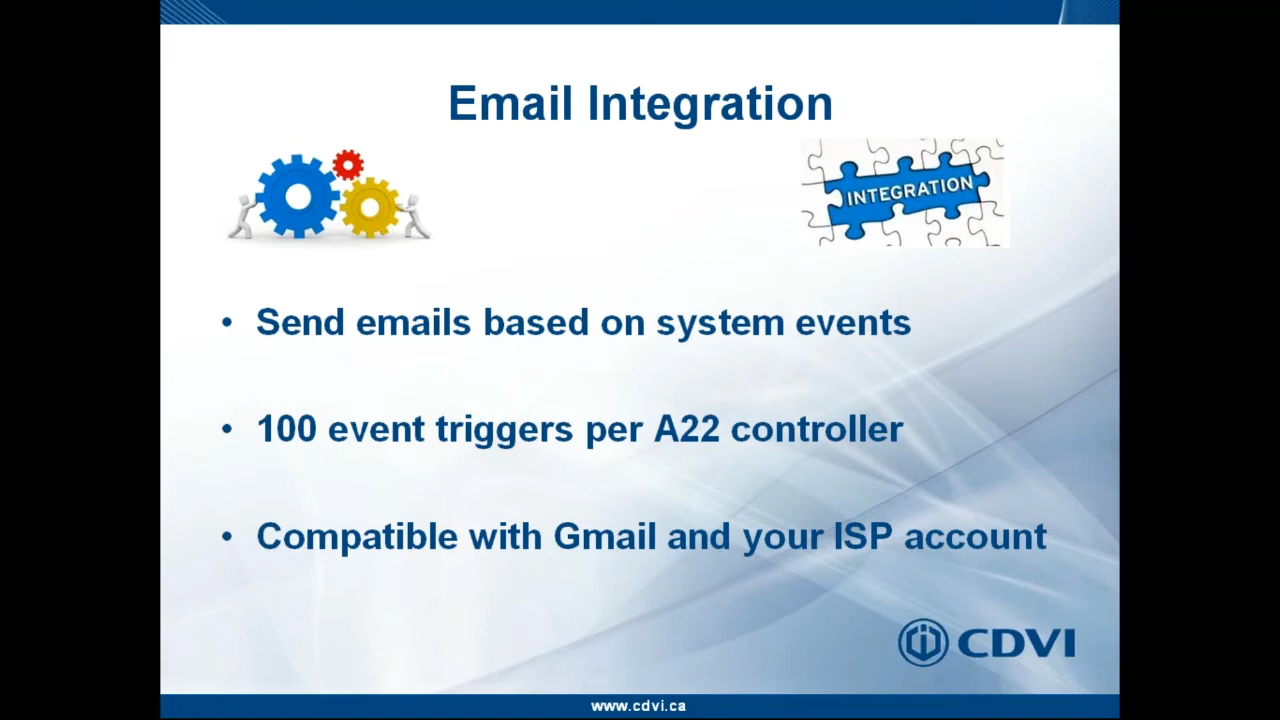 Email Integration
INTEGRATION
• Send emails based on system events
• 100 event triggers per A22 controller
• Compatible with Gmail and your ISP account
CDVI
www.cdvi.ca